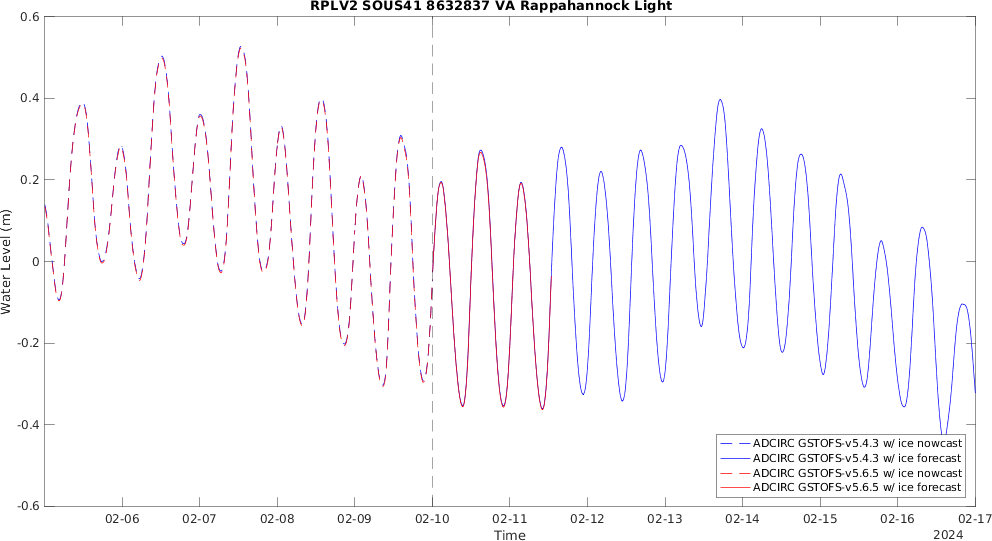 RPLV2 SOUS41 8632837 VA Rappahannock Light
0.6
0.4
0.2
0
-0.2
-0.4
-0.6
Water Level (m)
ADCIRC GSTOFS-v5.4.3 w/ ice nowcast
ADCIRC GSTOFS-v5.4.3 w/ ice forecast
ADCIRC GSTOFS-v5.6.5 w/ ice nowcast
ADCIRC GSTOFS-v5.6.5 w/ ice forecast
02-06 02-07 02-08 02-09 02-10 02-11 02-12 02-13 02-14 02-15 02-16 02-17
Time
2024